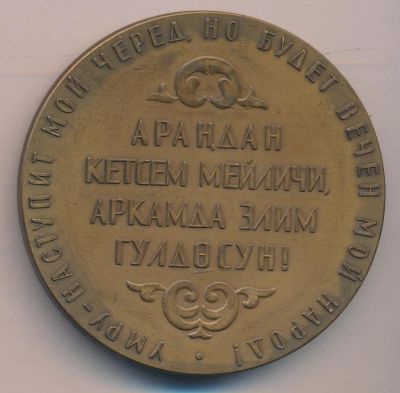 УМРУ-НАСТУПИТ МОЙ ЧЕРЕД, НО БУДЕТ ВЕЧЕН МОЙ НАРОД!
АРАҢДАН
КЕТСЕМ МЕЙЛИЧИ,
АРКАМДА ЭЛИМ
ГҮЛДӨСҮН!